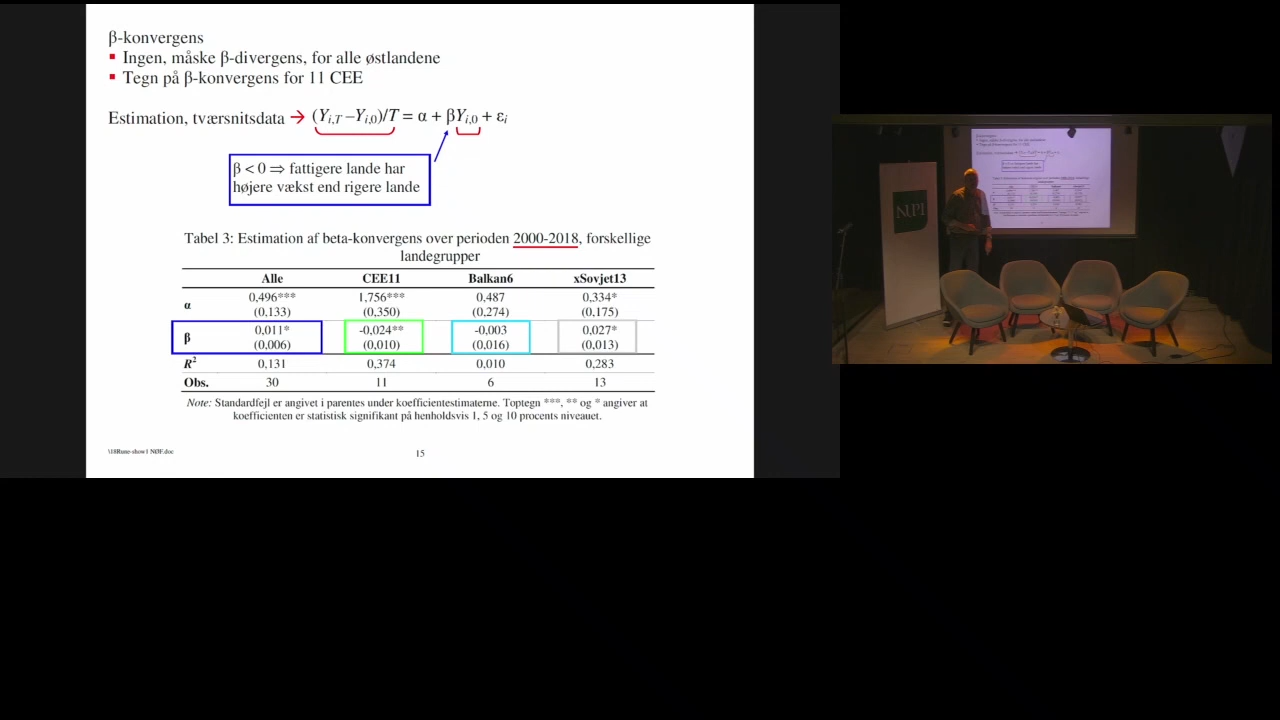 β-konvergens
▪ Ingen, måske β-divergens, for alle østlandene
▪ Tegn på β-konvergens for 11 CEE
Estimation, tværsnitsdata → (Yi,T –Yi,0)/T = α + βYi,0 + εi
β < 0 ⇒ fattigere lande har
højere vækst end rigere lande
Tabel 3: Estimation af beta-konvergens over perioden 2000-2018, forskellige
landegrupper
Alle CEE11 Balkan6 xSovjet13
α 0,496*** 1,756*** 0,487 0,334*
(0,133) (0,350) (0,274) (0,175)
β 0,011* -0,024** -0,003 0,027*
(0,006) (0,010) (0,016) (0,013)
R² 0,131 0,374 0,010 0,283
Obs. 30 11 6 13
Note: Standardfejl er angivet i parentes under koefficientestimaterne. Toptegn ***, ** og * angiver at
koefficienten er statistisk signifikant på henholdsvis 1, 5 og 10 procents niveauet.
\18Rune-show1 NØF.doc
15
NUPI